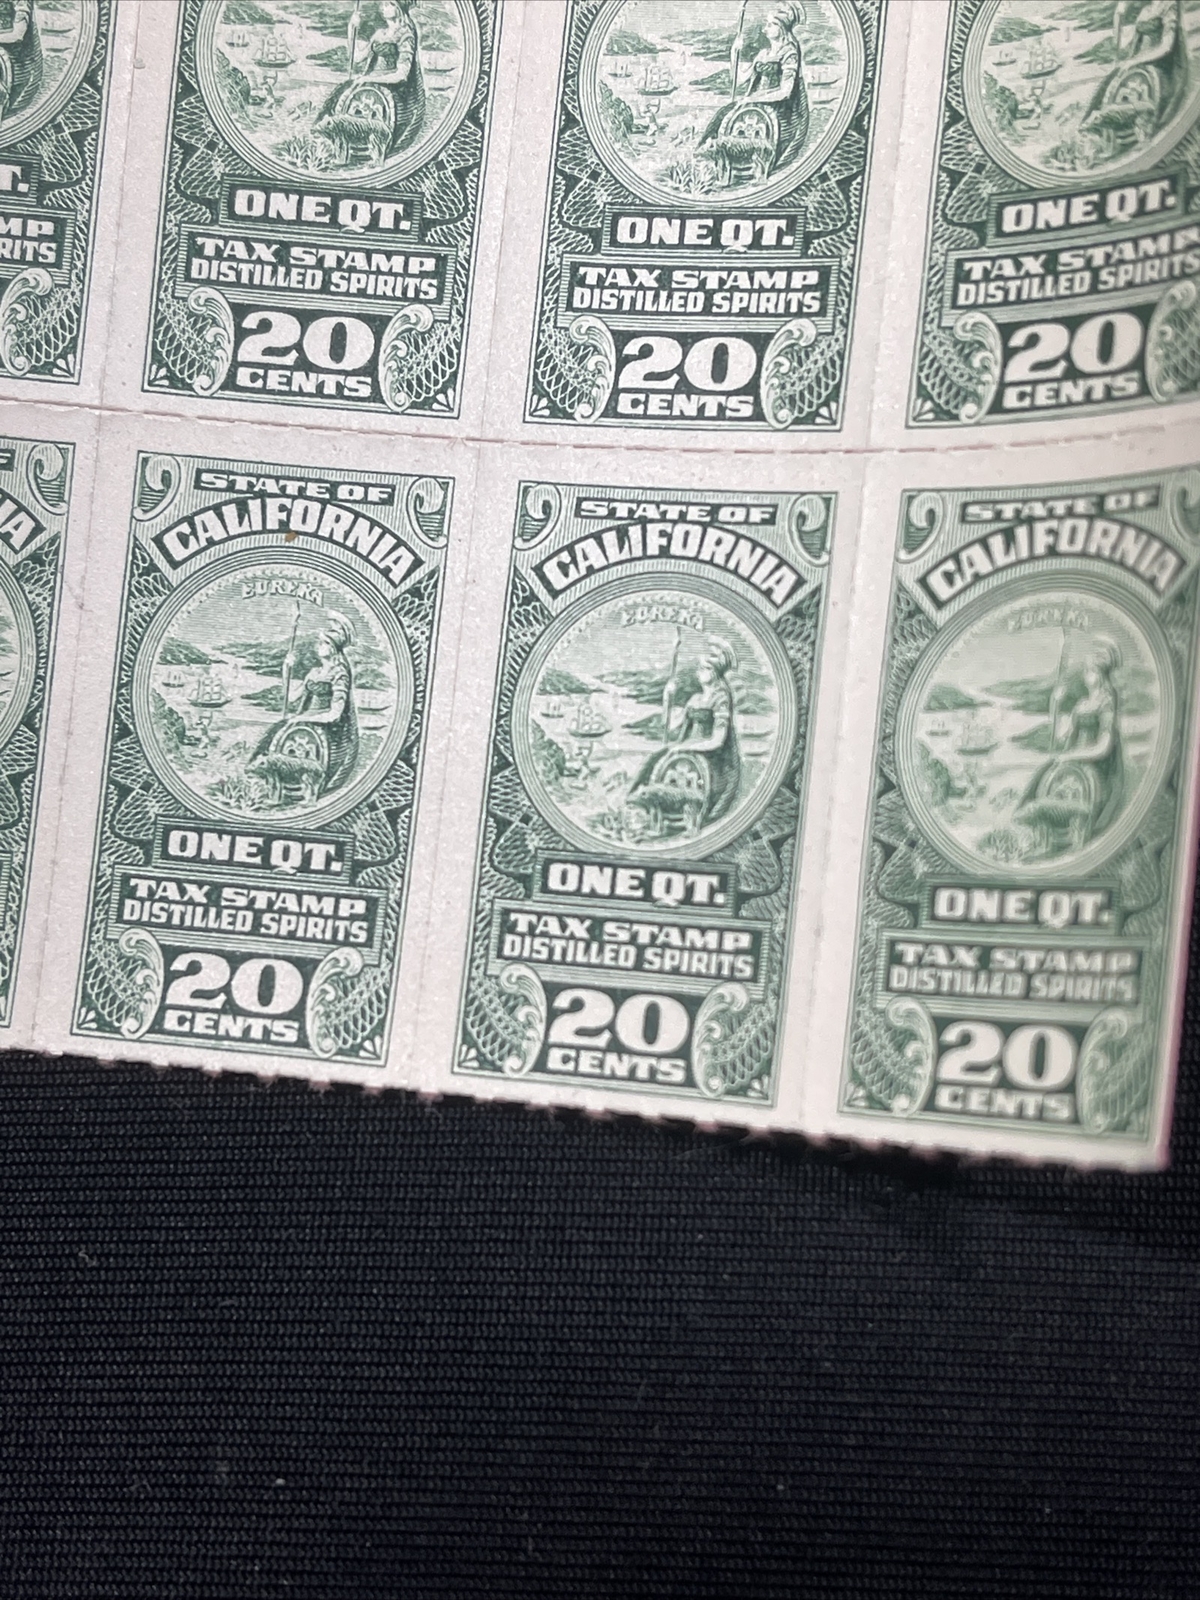 T.
MP
RITS
ONE QT.
TAX STAMP
DISTILLED SPIRITS
20
CENTS
ONE QT.
TAX STAMP
DISTILLED SPIRITS
20
CENTS
ONE QT.
TAX STAMP
DISTILLED SPIRITS
20
CENTS
F
IA
STATE OF
CALIFORNIA
EUREKA
ONE QT.
TAX STAMP
DISTILLED SPIRITS
20
CENTS
STATE OF
CALIFORNIA
EUREKA
ONE QT.
TAX STAMP
DISTILLED SPIRITS
20
CENTS
STATE OF
CALIFORNIA
EUREKA
ONE QT.
TAX STAMP
DISTILLED SPIRITS
20
CENTS